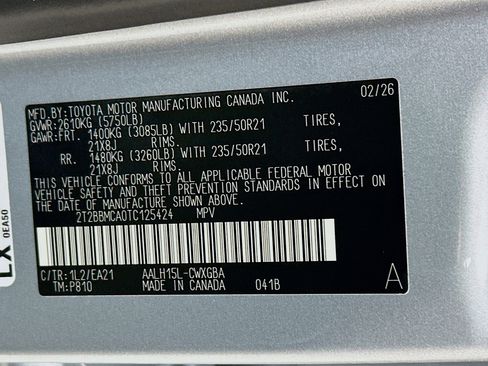 MFD.BY:TOYOTA MOTOR MANUFACTURING CANADA INC. 02/26
GVWR:2610KG (5750LB)
GAWR:FRT. 1400KG (3085LB) WITH 235/50R21 TIRES,
21X8J RIMS.
RR. 1480KG (3260LB) WITH 235/50R21 TIRES,
21X8J RIMS.
THIS VEHICLE CONFORMS TO ALL APPLICABLE FEDERAL MOTOR
VEHICLE SAFETY AND THEFT PREVENTION STANDARDS IN EFFECT
ON THE DATE OF MANUFACTURE SHOWN ABOVE.
2T2BBMCA0TC125424 MPV
C/TR:1L2/EA21 AALH15L-CWXGBA
TM:P810 MADE IN CANADA 041B A
LX
0EA50